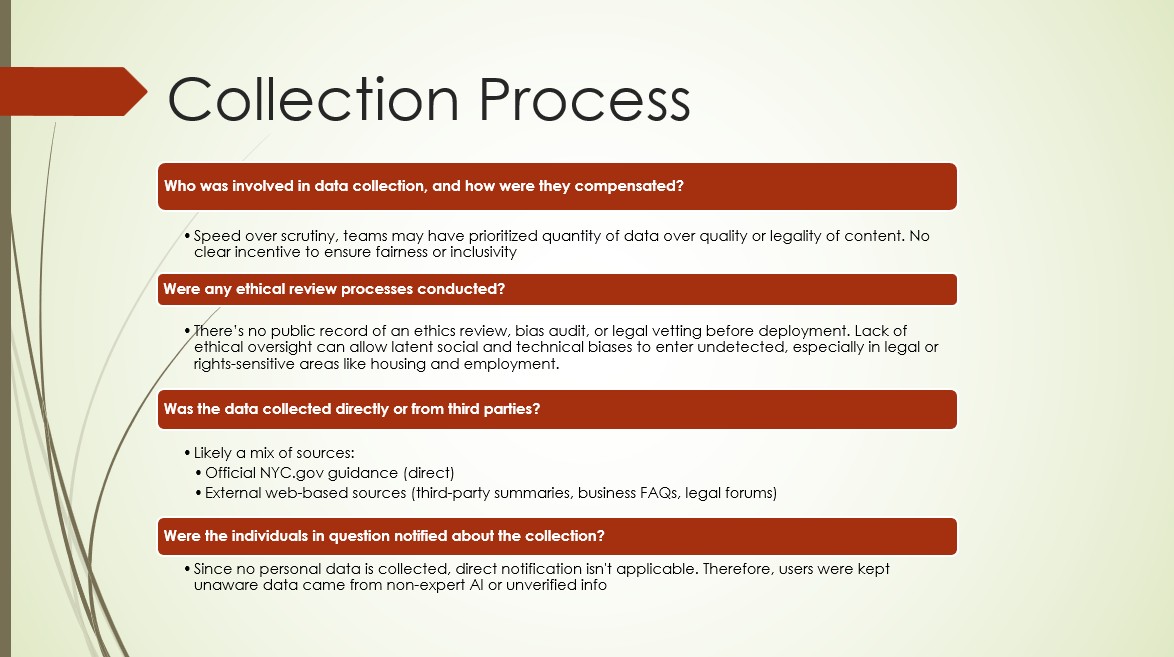 Collection Process
Who was involved in data collection, and how were they compensated?
•Speed over scrutiny, teams may have prioritized quantity of data over quality or legality of content. No
clear incentive to ensure fairness or inclusivity
Were any ethical review processes conducted?
•There's no public record of an ethics review, bias audit, or legal vetting before deployment. Lack of
ethical oversight can allow latent social and technical biases to enter undetected, especially in legal or
rights-sensitive areas like housing and employment.
Was the data collected directly or from third parties?
•Likely a mix of sources:
•Official NYC.gov guidance (direct)
•External web-based sources (third-party summaries, business FAQs, legal forums)
Were the individuals in question notified about the collection?
•Since no personal data is collected, direct notification isn't applicable. Therefore, users were kept
unaware data came from non-expert AI or unverified info